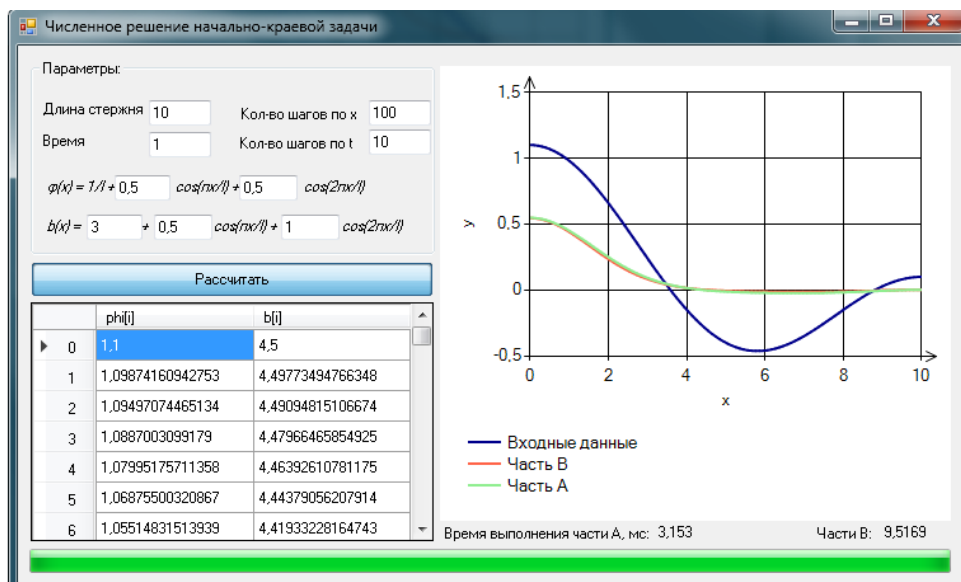 Численное решение начально-краевой задачи
Параметры:
Длина стержня 10 Кол-во шагов по x 100
Время 1 Кол-во шагов по t 10
φ(x) = 1/l + 0,5 cos(πx/l) + 0,5 cos(2πx/l)
b(x) = 3 + 0,5 cos(πx/l) + 1 cos(2πx/l)
Рассчитать
phi[i] b[i]
0 1,1 4,5
1 1,09874160942753 4,49773494766348
2 1,09497074465134 4,49094815106674
3 1,0887003099179 4,47966465854925
4 1,07995175711358 4,46392610781175
5 1,06875500320867 4,44379056207914
6 1,05514831513939 4,41933228164743
1,5
1
0,5
0
-0,5
y
0 2 4 6 8 10
x
Входные данные
Часть B
Часть A
Время выполнения части A, мс: 3,153 Части B: 9,5169